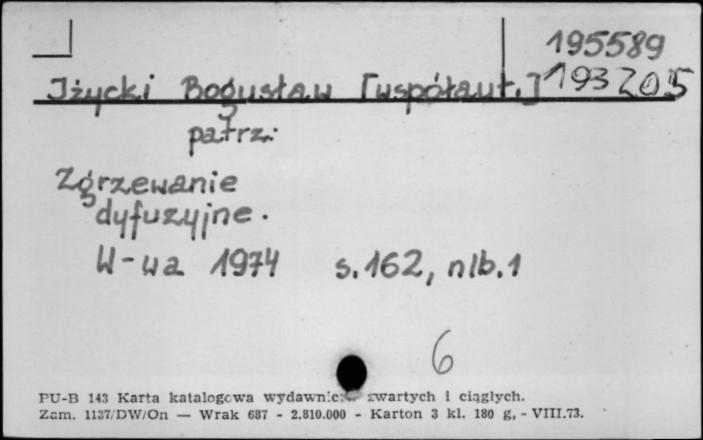 195589
Iżycki Bogusław [współaut.] 193205
patrz:
Zgrzewanie
dyfuzyjne.
W-wa 1974 s.162, nlb.1
6
PU-B 143 Karta katalogowa zwartych i ciągłych.
Zam. 1137/DW/On — Wrak 687 - 2.810.000 - Karton 3 kl. 180 g, - VIII.73.